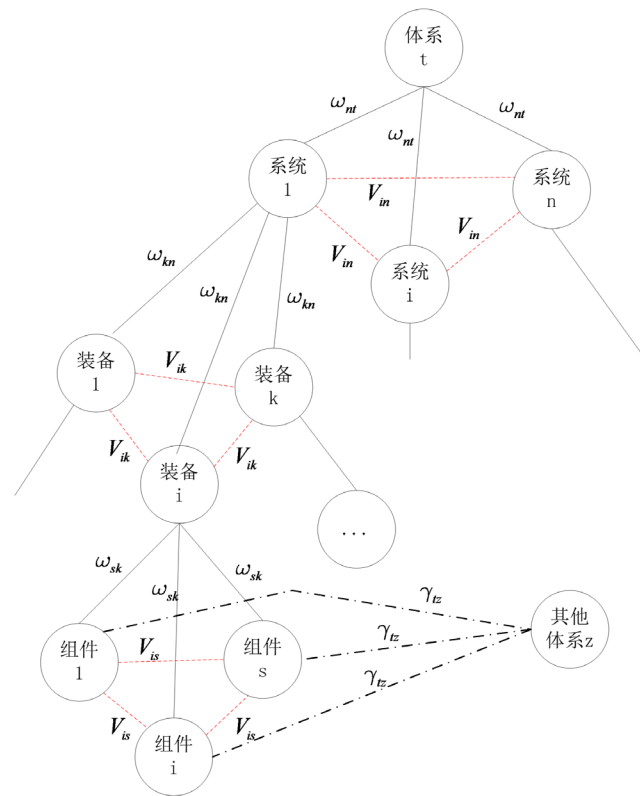 体系
t
ω_nt
ω_nt
ω_nt
系统
1
V_in
系统
n
V_in
V_in
系统
i
ω_kn
ω_kn
ω_kn
装备
1
V_ik
装备
k
V_ik
V_ik
装备
i
...
ω_sk
ω_sk
ω_sk
γ_tz
组件
1
V_is
组件
s
γ_tz
其他
体系z
γ_tz
V_is
V_is
组件
i